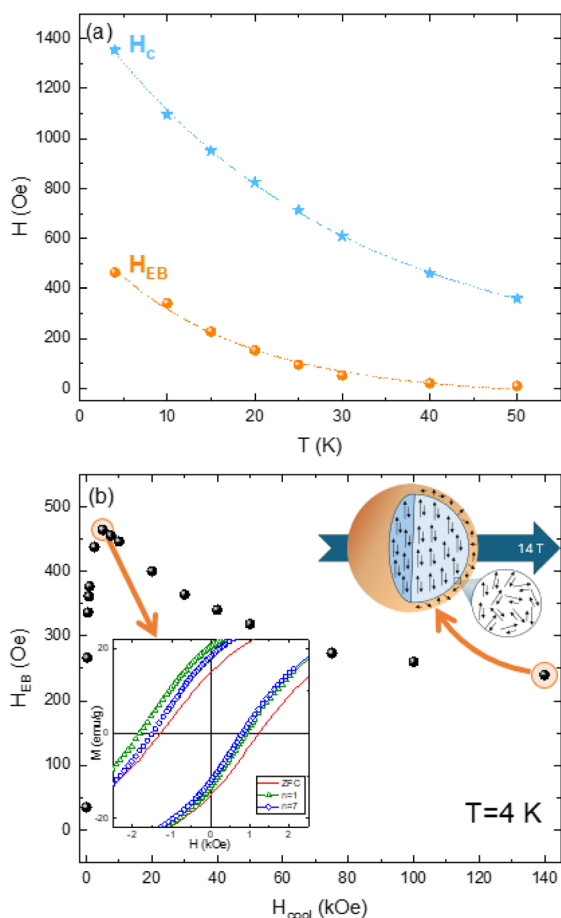 (a)
H_c
H_EB
H (Oe)
1400
1200
1000
800
600
400
200
0
0 10 20 30 40 50
T (K)
(b)
H_EB (Oe)
500
400
300
200
100
0
14 T
M (emu/g)
20
0
-20
ZFC
n=1
n=7
-2 -1 0 1 2
H (kOe)
T=4 K
0 20 40 60 80 100 120 140
H_cool (kOe)